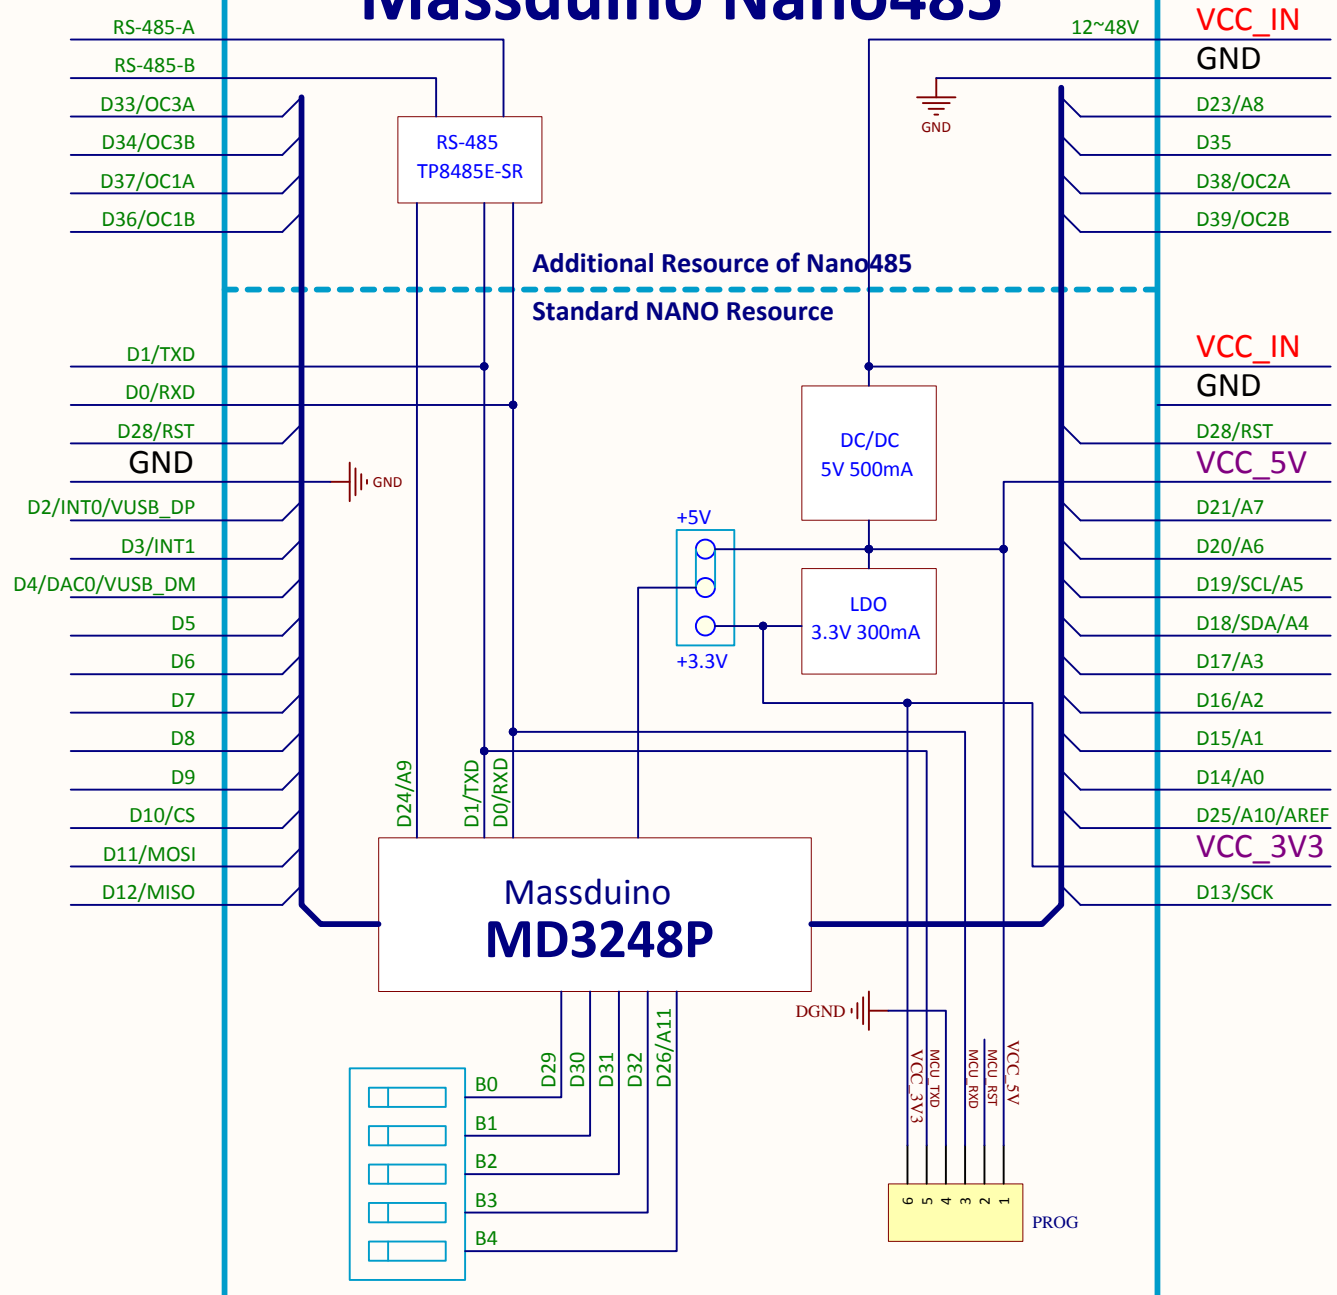 Massduino Nano485
RS-485-A
RS-485-B
D33/OC3A
D34/OC3B
D37/OC1A
D36/OC1B
RS-485
TP8485E-SR
12~48V
VCC_IN
GND
GND
D23/A8
D35
D38/OC2A
D39/OC2B
Additional Resource of Nano485
Standard NANO Resource
D1/TXD
D0/RXD
D28/RST
GND
GND
D2/INT0/VUSB_DP
D3/INT1
D4/DAC0/VUSB_DM
D5
D6
D7
D8
D9
D10/CS
D11/MOSI
D12/MISO
DC/DC
5V 500mA
+5V
LDO
3.3V 300mA
+3.3V
VCC_IN
GND
D28/RST
VCC_5V
D21/A7
D20/A6
D19/SCL/A5
D18/SDA/A4
D17/A3
D16/A2
D15/A1
D14/A0
D25/A10/AREF
VCC_3V3
D13/SCK
D24/A9
D1/TXD
D0/RXD
Massduino
MD3248P
D29
D30
D31
D32
D26/A11
B0
B1
B2
B3
B4
DGND
VCC_3V3
MCU_TXD
MCU_RXD
MCU_RST
VCC_5V
6
5
4
3
2
1
PROG